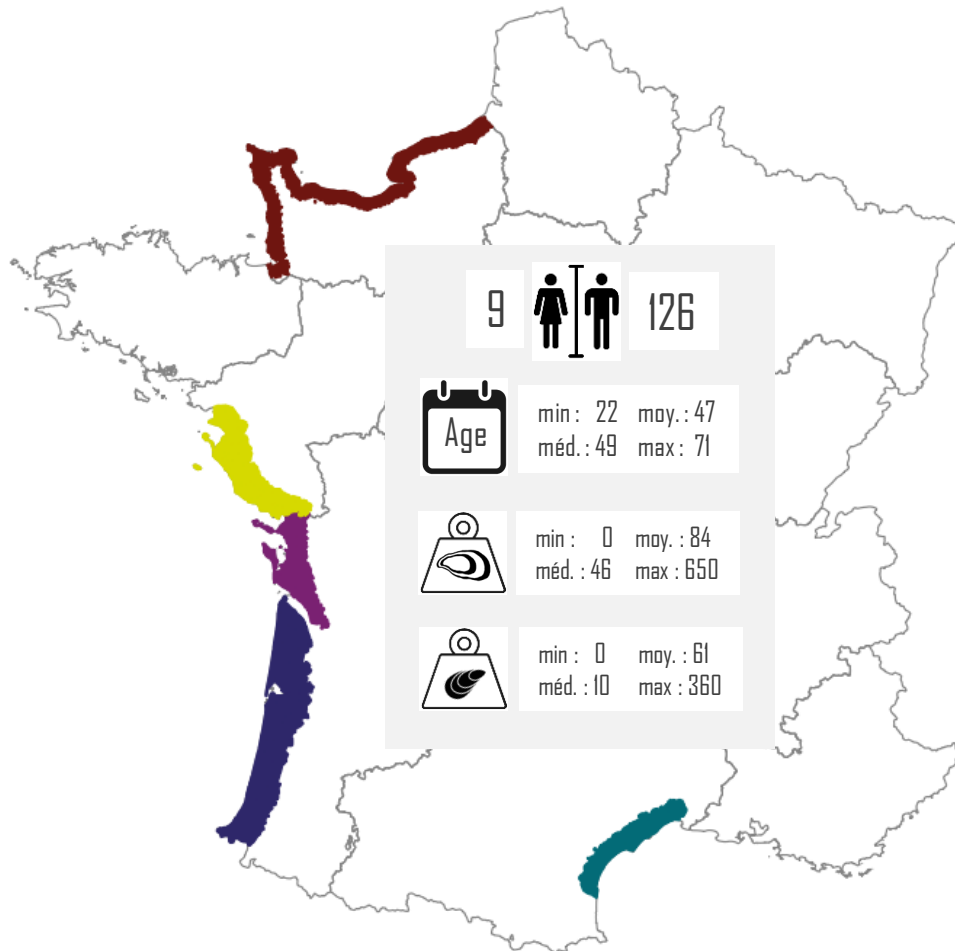 9 126
Age
min : 22 moy. : 47
méd. : 49 max : 71
min : 0 moy. : 84
méd. : 46 max : 650
min : 0 moy. : 61
méd. : 10 max : 360